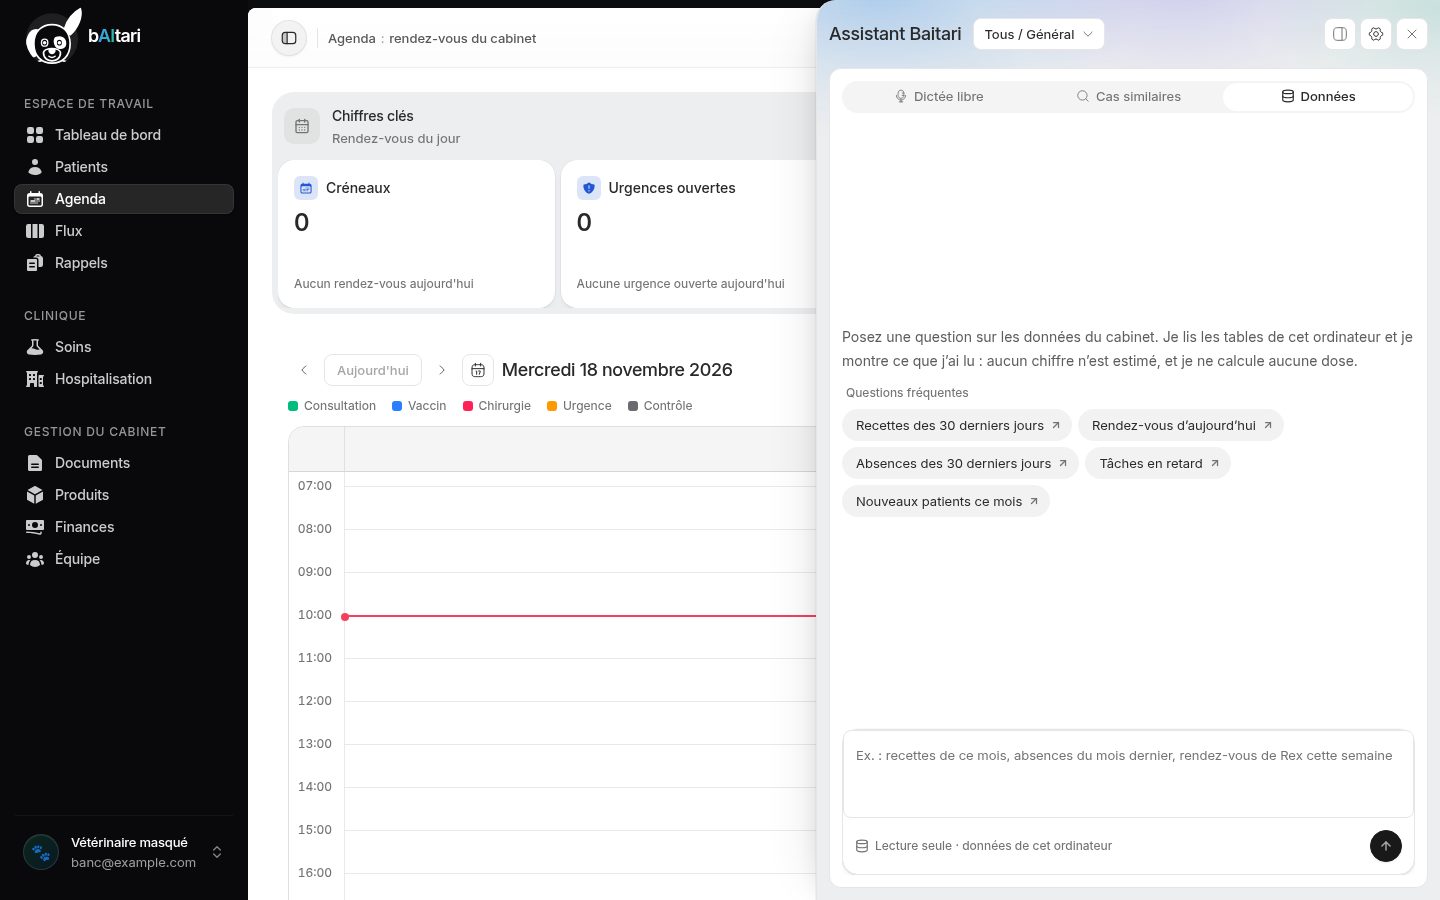 bAItari
ESPACE DE TRAVAIL
Tableau de bord
Patients
Agenda
Flux
Rappels
CLINIQUE
Soins
Hospitalisation
GESTION DU CABINET
Documents
Produits
Finances
Équipe
Vétérinaire masqué
banc@example.com
Agenda : rendez-vous du cabinet
Chiffres clés
Rendez-vous du jour
Créneaux
0
Aucun rendez-vous aujourd'hui
Urgences ouvertes
0
Aucune urgence ouverte aujourd'hui
Aujourd'hui
17
Mercredi 18 novembre 2026
Consultation
Vaccin
Chirurgie
Urgence
Contrôle
07:00
08:00
09:00
10:00
11:00
12:00
13:00
14:00
15:00
16:00
Assistant Baitari
Tous / Général
Dictée libre
Cas similaires
Données
Posez une question sur les données du cabinet. Je lis les tables de cet ordinateur et je
montre ce que j’ai lu : aucun chiffre n’est estimé, et je ne calcule aucune dose.
Questions fréquentes
Recettes des 30 derniers jours
Rendez-vous d’aujourd’hui
Absences des 30 derniers jours
Tâches en retard
Nouveaux patients ce mois
Ex. : recettes de ce mois, absences du mois dernier, rendez-vous de Rex cette semaine
Lecture seule · données de cet ordinateur